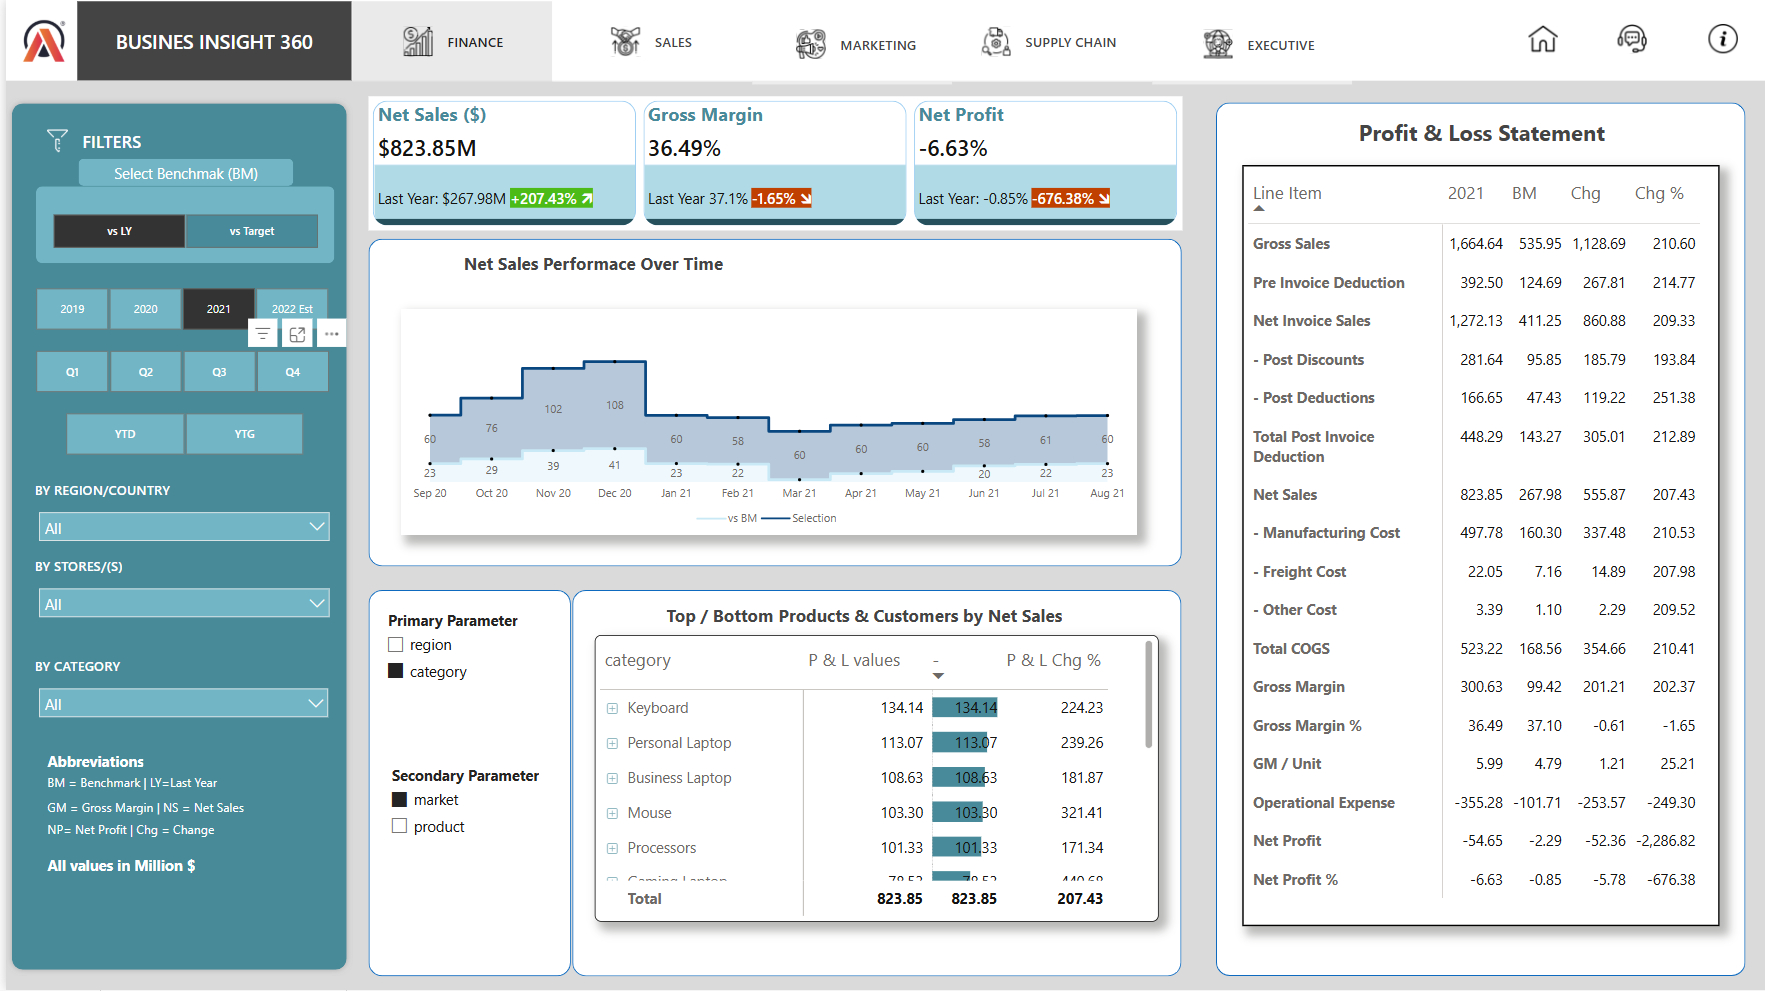 BUSINES INSIGHT 360
FINANCE
SALES
MARKETING
SUPPLY CHAIN
EXECUTIVE
FILTERS
Select Benchmak (BM)
vs LY
vs Target
2019
2020
2021
2022 Est
Q1
Q2
Q3
Q4
YTD
YTG
BY REGION/COUNTRY
All
BY STORES/(S)
All
BY CATEGORY
All
Abbreviations
BM = Benchmark | LY=Last Year
GM = Gross Margin | NS = Net Sales
NP= Net Profit | Chg = Change
All values in Million $
Net Sales ($)
$823.85M
Last Year: $267.98M +207.43%
Gross Margin
36.49%
Last Year 37.1% -1.65%
Net Profit
-6.63%
Last Year: -0.85% -676.38%
Net Sales Performace Over Time
60 76 102 108 60 58 60 60 60 58 61 60
23 29 39 41 23 22 20 22 23
Sep 20 Oct 20 Nov 20 Dec 20 Jan 21 Feb 21 Mar 21 Apr 21 May 21 Jun 21 Jul 21 Aug 21
vs BM Selection
Primary Parameter
region
category
Secondary Parameter
market
product
Top / Bottom Products & Customers by Net Sales
category P & L values - P & L Chg %
Keyboard 134.14 134.14 224.23
Personal Laptop 113.07 113.07 239.26
Business Laptop 108.63 108.63 181.87
Mouse 103.30 103.30 321.41
Processors 101.33 101.33 171.34
Gaming Laptop 78.52 78.52 440.68
Total 823.85 823.85 207.43
Profit & Loss Statement
Line Item 2021 BM Chg Chg %
Gross Sales 1,664.64 535.95 1,128.69 210.60
Pre Invoice Deduction 392.50 124.69 267.81 214.77
Net Invoice Sales 1,272.13 411.25 860.88 209.33
- Post Discounts 281.64 95.85 185.79 193.84
- Post Deductions 166.65 47.43 119.22 251.38
Total Post Invoice
Deduction 448.29 143.27 305.01 212.89
Net Sales 823.85 267.98 555.87 207.43
- Manufacturing Cost 497.78 160.30 337.48 210.53
- Freight Cost 22.05 7.16 14.89 207.98
- Other Cost 3.39 1.10 2.29 209.52
Total COGS 523.22 168.56 354.66 210.41
Gross Margin 300.63 99.42 201.21 202.37
Gross Margin % 36.49 37.10 -0.61 -1.65
GM / Unit 5.99 4.79 1.21 25.21
Operational Expense -355.28 -101.71 -253.57 -249.30
Net Profit -54.65 -2.29 -52.36 -2,286.82
Net Profit % -6.63 -0.85 -5.78 -676.38